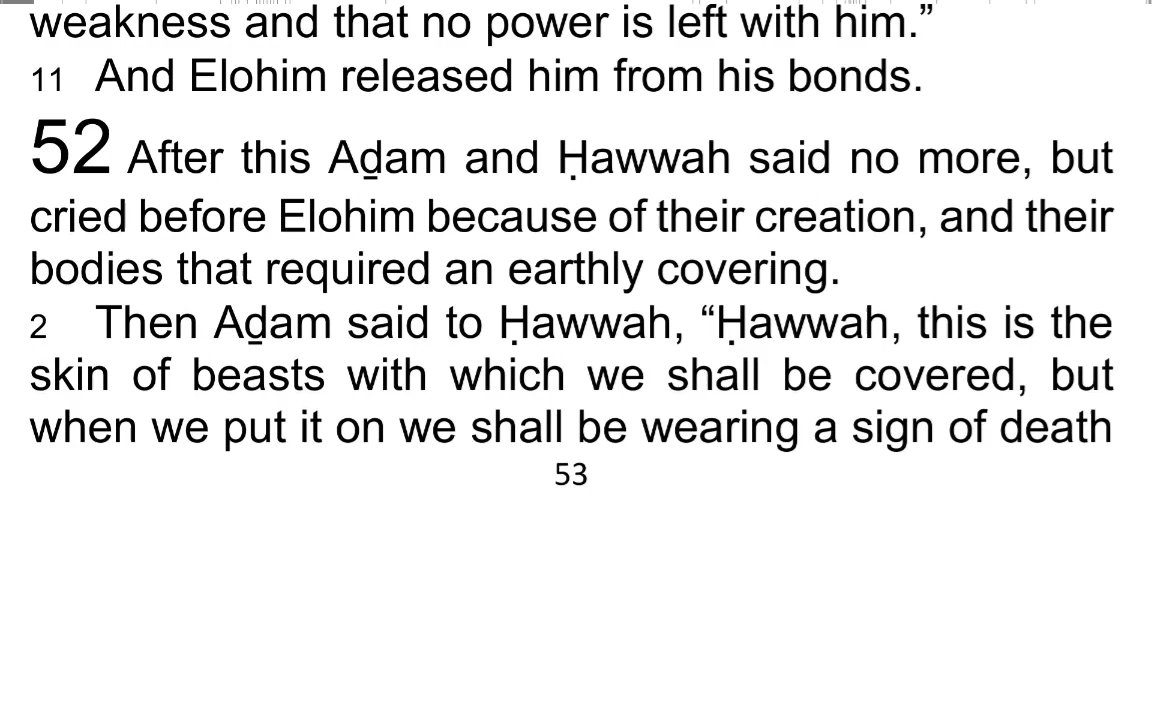 weakness and that no power is left with him.”
11 And Elohim released him from his bonds.
52 After this Aḏam and Ḥawwah said no more, but
cried before Elohim because of their creation, and their
bodies that required an earthly covering.
2 Then Aḏam said to Ḥawwah, “Ḥawwah, this is the
skin of beasts with which we shall be covered, but
when we put it on we shall be wearing a sign of death
53